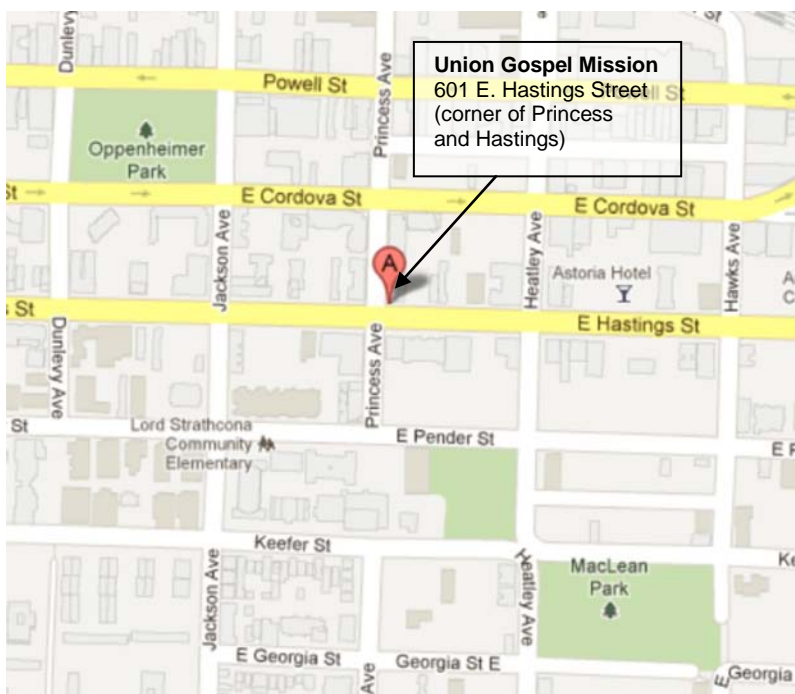 Dunlevy
Powell St
Princess Ave
Union Gospel Mission
601 E. Hastings Street
(corner of Princess
and Hastings)
Oppenheimer
Park
St
E Cordova St
E Cordova St
Jackson Ave
Heatley Ave
Hawks Ave
A
Astoria Hotel
A
C
s St
E Hastings St
Dunlevy Ave
Princess Ave
St
Lord Strathcona
Community
Elementary
E Pender St
E P
Keefer St
Ke
Jackson Ave
Heatley Ave
MacLean
Park
E Georgia St
Georgia St E
Ave
E Georgia